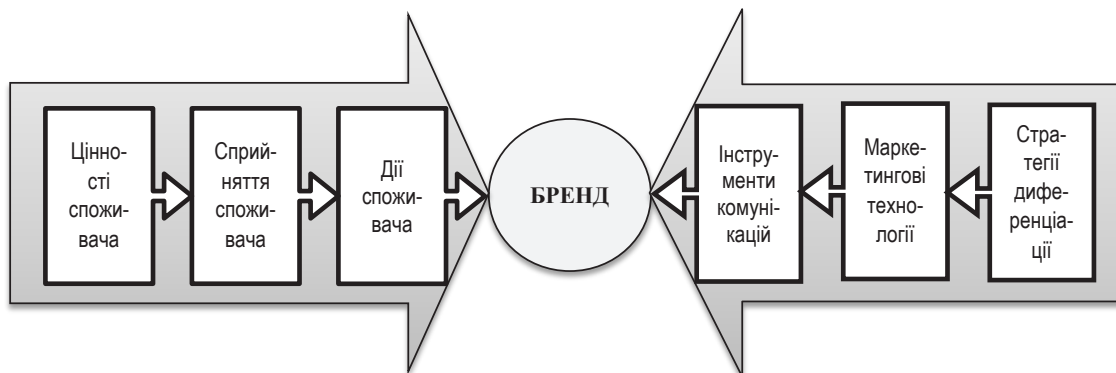 Цінно-
сті
спожи-
вача
Сприй-
няття
спожи-
вача
Дії
спожи-
вача
БРЕНД
Інстру-
менти
комуні-
кацій
Марке-
тингові
техно-
логії
Стра-
тегії
дифе-
ренціа-
ції